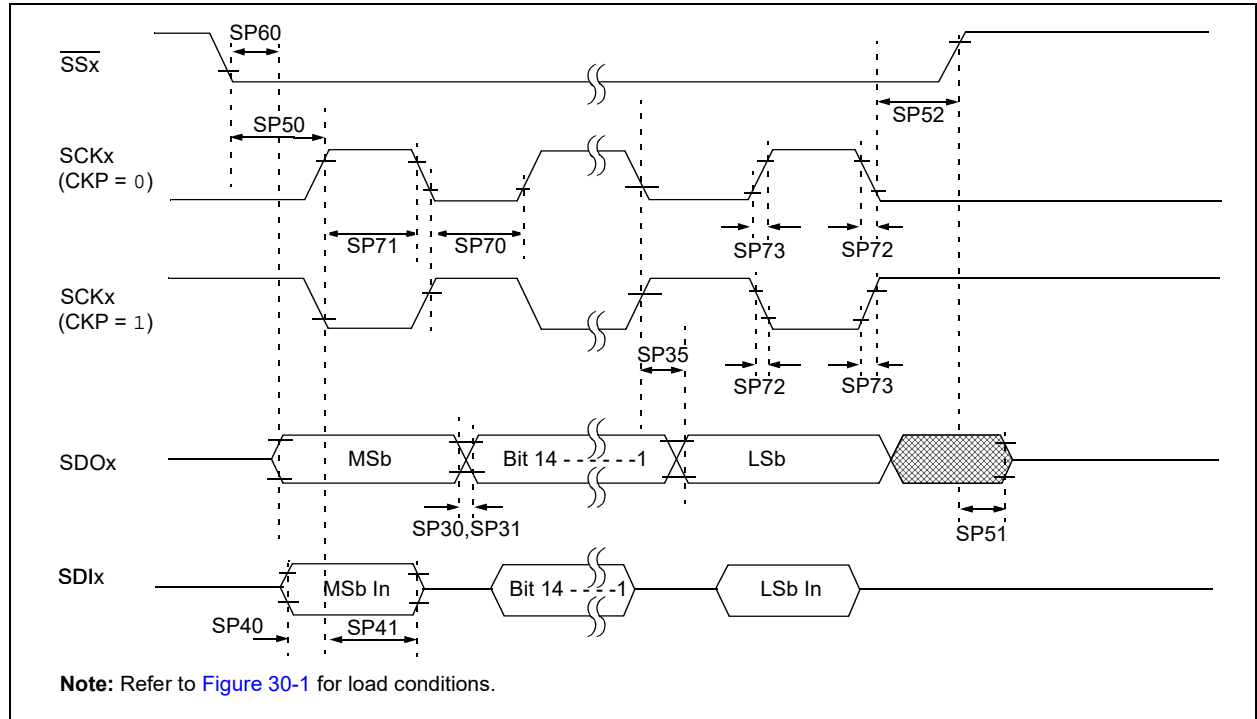 SP60
SSx
SP52
SP50
SCKx
(CKP = 0)
SP71
SP70
SP73
SP72
SCKx
(CKP = 1)
SP35
SP72
SP73
SDOx
MSb
Bit 14 - - - - - -1
LSb
SP30,SP31
SP51
SDIx
MSb In
Bit 14 - - - -1
LSb In
SP40
SP41
Note: Refer to Figure 30-1 for load conditions.